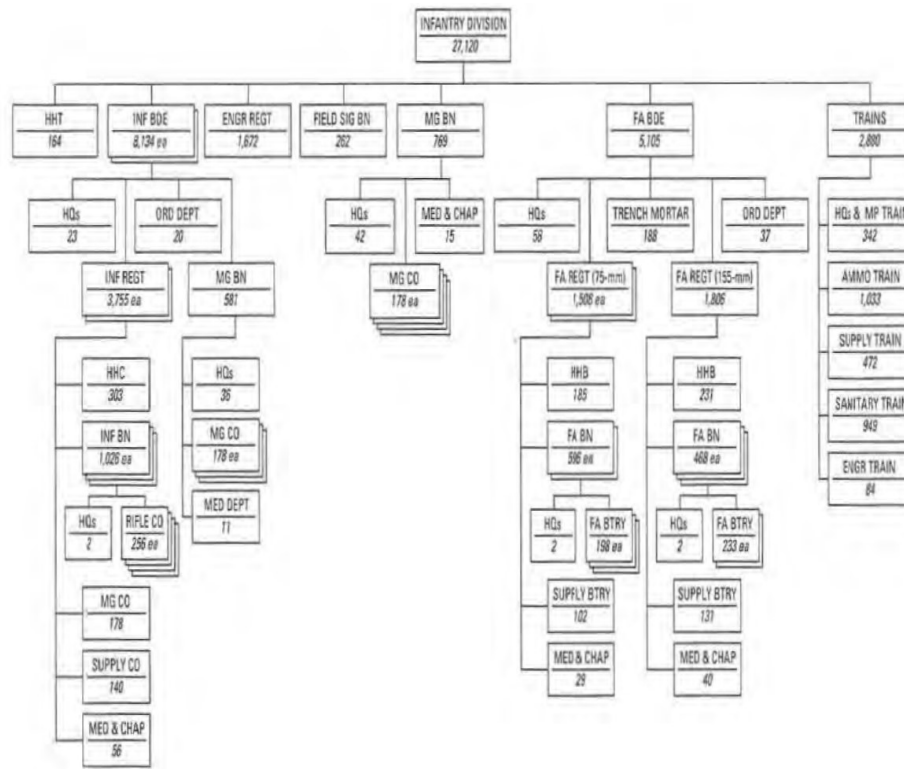 INFANTRY DIVISION
27,120
HHT
164
INF BDE
8,134 ea
ENGR REGT
1,672
FIELD SIG BN
262
MG BN
769
FA BDE
5,105
TRAINS
2,880
HQs
23
ORD DEPT
20
INF REGT
3,755 ea
MG BN
581
HHC
303
INF BN
1,026 ea
HQs
2
RIFLE CO
256 ea
MG CO
178
SUPPLY CO
140
MED & CHAP
56
HQs
36
MG CO
178 ea
MED DEPT
11
HQs
42
MED & CHAP
15
MG CO
178 ea
HQs
58
TRENCH MORTAR
188
ORD DEPT
37
FA REGT (75-mm)
1,508 ea
FA REGT (155-mm)
1,806
HHB
185
FA BN
596 ea
HQs
2
FA BTRY
198 ea
SUPPLY BTRY
102
MED & CHAP
29
HHB
231
FA BN
468 ea
HQs
2
FA BTRY
233 ea
SUPPLY BTRY
131
MED & CHAP
40
HQs & MP TRAIN
342
AMMO TRAIN
1,033
SUPPLY TRAIN
472
SANITARY TRAIN
949
ENGR TRAIN
84